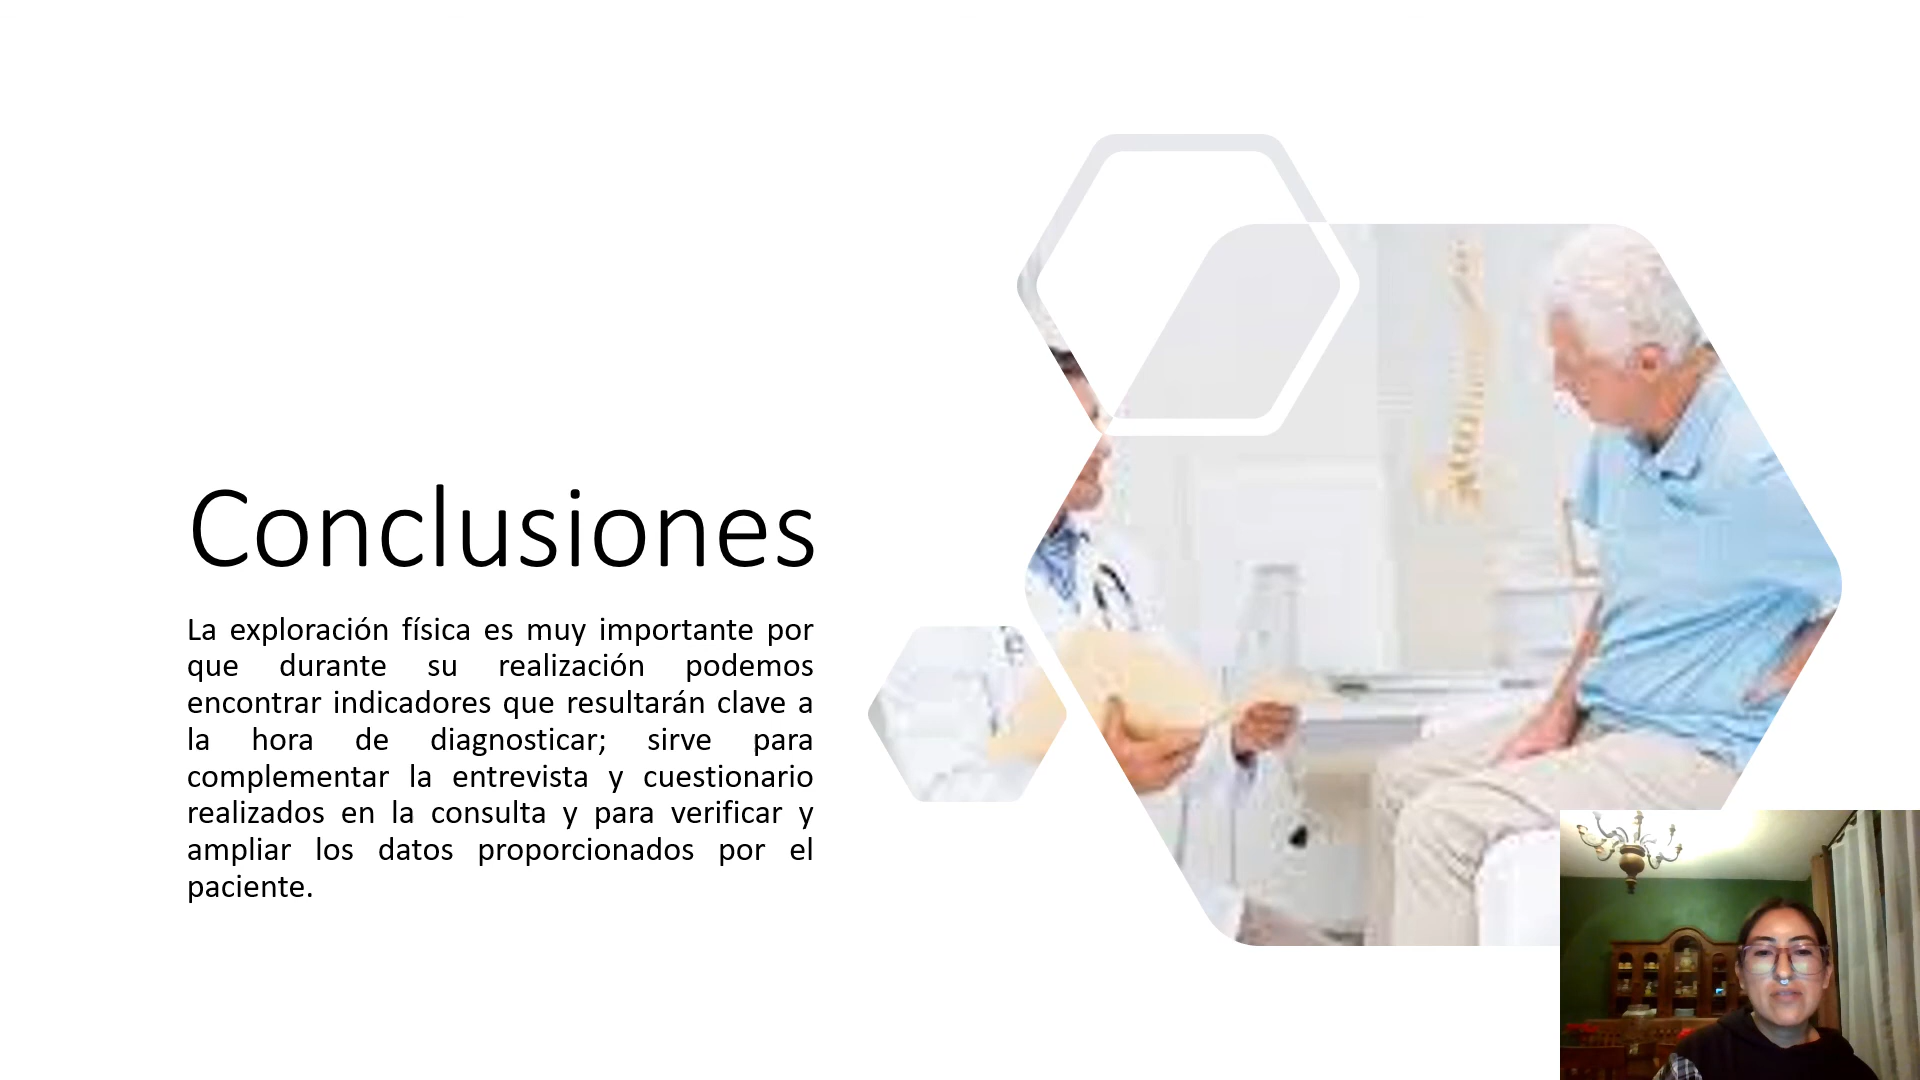 Conclusiones
La exploración física es muy importante por
que durante su realización podemos
encontrar indicadores que resultarán clave a
la hora de diagnosticar; sirve para
complementar la entrevista y cuestionario
realizados en la consulta y para verificar y
ampliar los datos proporcionados por el
paciente.